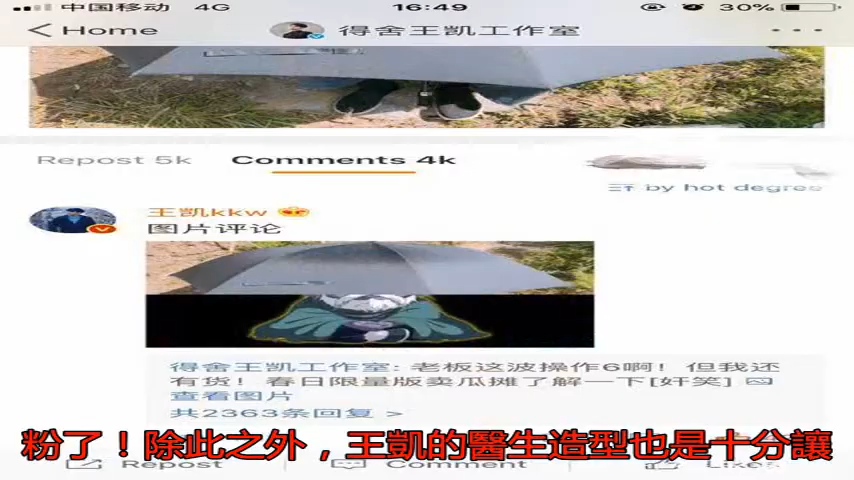 中国移动 4G 16:49 30%
Home 得舍王凯工作室
Repost 5k Comments 4k
by hot degree
王凯kkw
图片评论
得舍王凯工作室: 老板这波操作6啊！但我还
有货！春日限量版卖瓜摊了解一下[奸笑]
查看图片
共2363条回复 >
粉了！除此之外，王凱的醫生造型也是十分讓
Repost Comment Likes